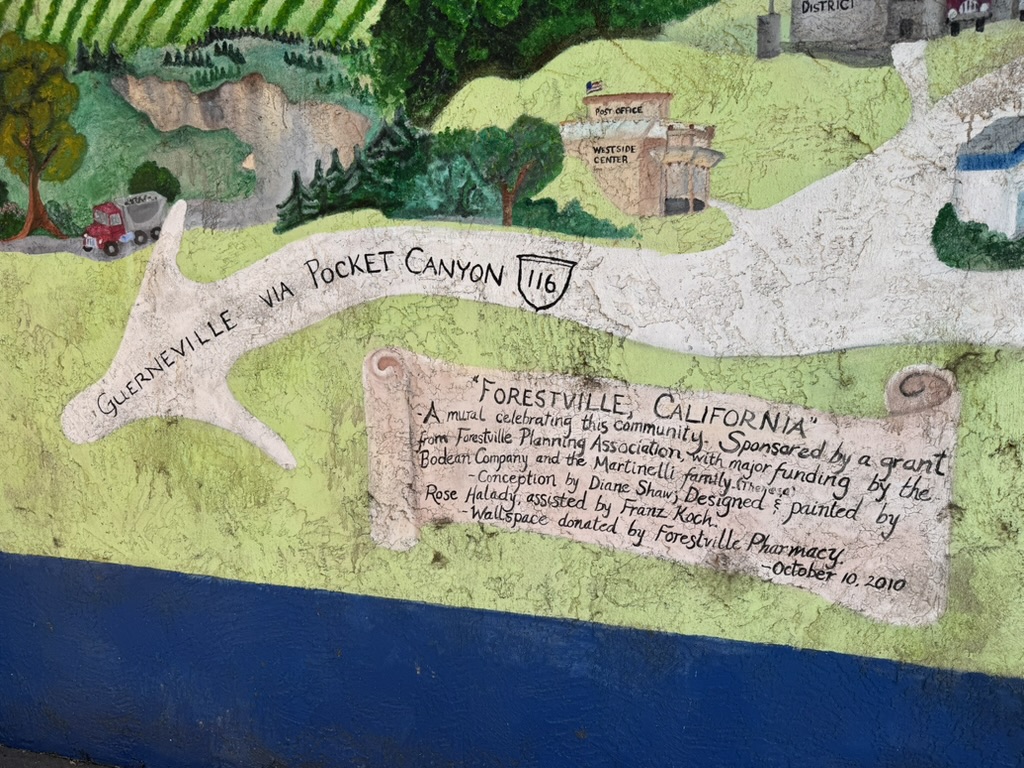 DISTRICT
POST OFFICE
WESTSIDE
CENTER
GUERNEVILLE VIA POCKET CANYON 116
"FORESTVILLE, CALIFORNIA"
-A mural celebrating this community. Sponsored by a grant
from Forestville Planning Association, with major funding by the
Bodean Company and the Martinelli family. (Therese)
-Conception by Diane Shaw; Designed & painted by
Rose Halady, assisted by Franz Koch.
-Wallspace donated by Forestville Pharmacy.
-October 10, 2010